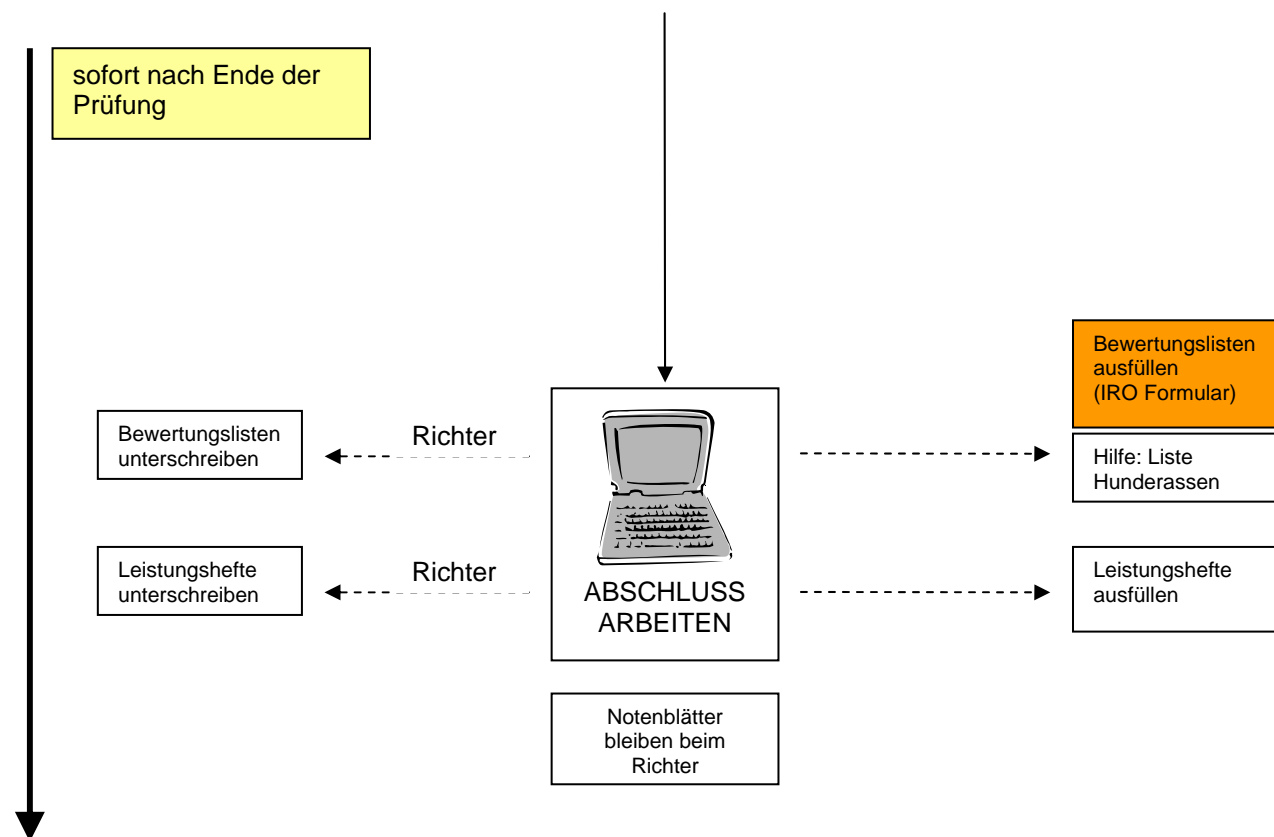 sofort nach Ende der
Prüfung
Bewertungslisten
ausfüllen
(IRO Formular)
Bewertungslisten
unterschreiben
Richter
Hilfe: Liste
Hunderassen
Leistungshefte
unterschreiben
Richter
ABSCHLUSS
ARBEITEN
Leistungshefte
ausfüllen
Notenblätter
bleiben beim
Richter